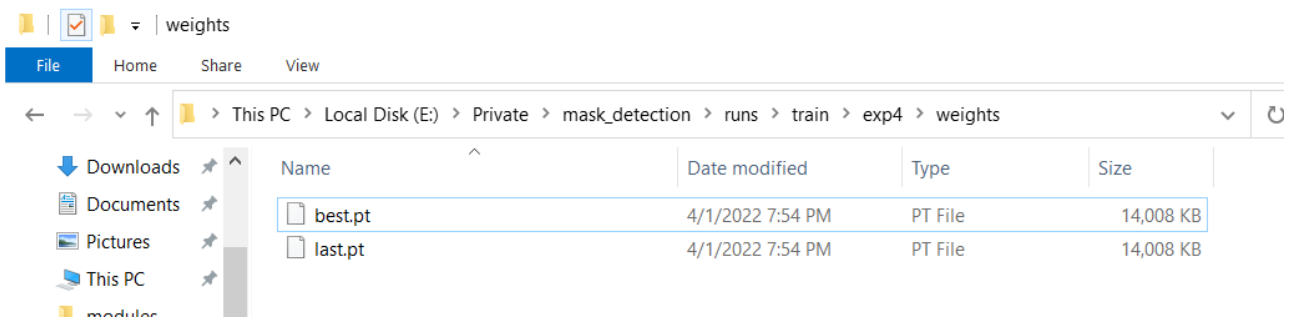 weights
File Home Share View
This PC > Local Disk (E:) > Private > mask_detection > runs > train > exp4 > weights
Downloads
Documents
Pictures
This PC
modules
Name Date modified Type Size
best.pt 4/1/2022 7:54 PM PT File 14,008 KB
last.pt 4/1/2022 7:54 PM PT File 14,008 KB